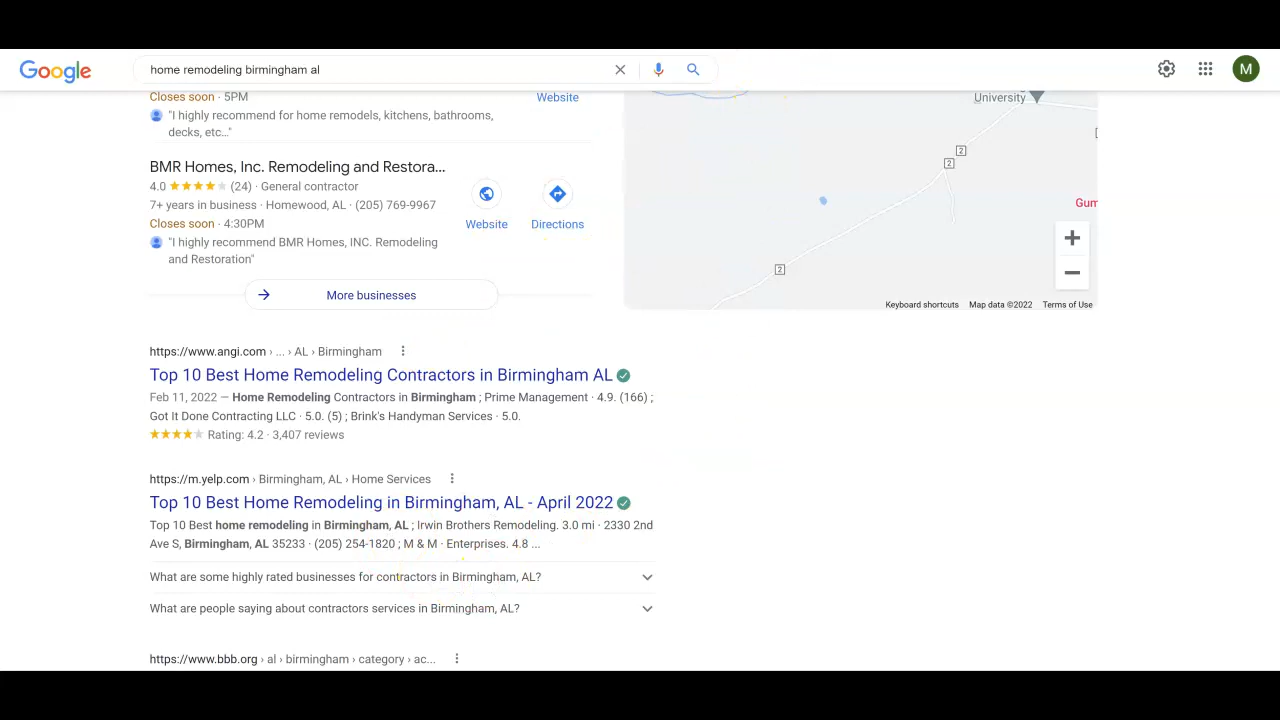 Google
home remodeling birmingham al
M
Closes soon · 5PM
Website
"I highly recommend for home remodels, kitchens, bathrooms,
decks, etc…"
BMR Homes, Inc. Remodeling and Restora...
4.0 (24) · General contractor
7+ years in business · Homewood, AL · (205) 769-9967
Closes soon · 4:30PM
Website
Directions
"I highly recommend BMR Homes, INC. Remodeling
and Restoration"
More businesses
University
2
2
Gum
2
Keyboard shortcuts Map data ©2022 Terms of Use
https://www.angi.com › ... › AL › Birmingham
Top 10 Best Home Remodeling Contractors in Birmingham AL
Feb 11, 2022 — Home Remodeling Contractors in Birmingham ; Prime Management · 4.9. (166) ;
Got It Done Contracting LLC · 5.0. (5) ; Brink's Handyman Services · 5.0.
Rating: 4.2 · 3,407 reviews
https://m.yelp.com › Birmingham, AL › Home Services
Top 10 Best Home Remodeling in Birmingham, AL - April 2022
Top 10 Best home remodeling in Birmingham, AL ; Irwin Brothers Remodeling. 3.0 mi · 2330 2nd
Ave S, Birmingham, AL 35233 · (205) 254-1820 ; M & M · Enterprises. 4.8 ...
What are some highly rated businesses for contractors in Birmingham, AL?
What are people saying about contractors services in Birmingham, AL?
https://www.bbb.org › al › birmingham › category › ac...